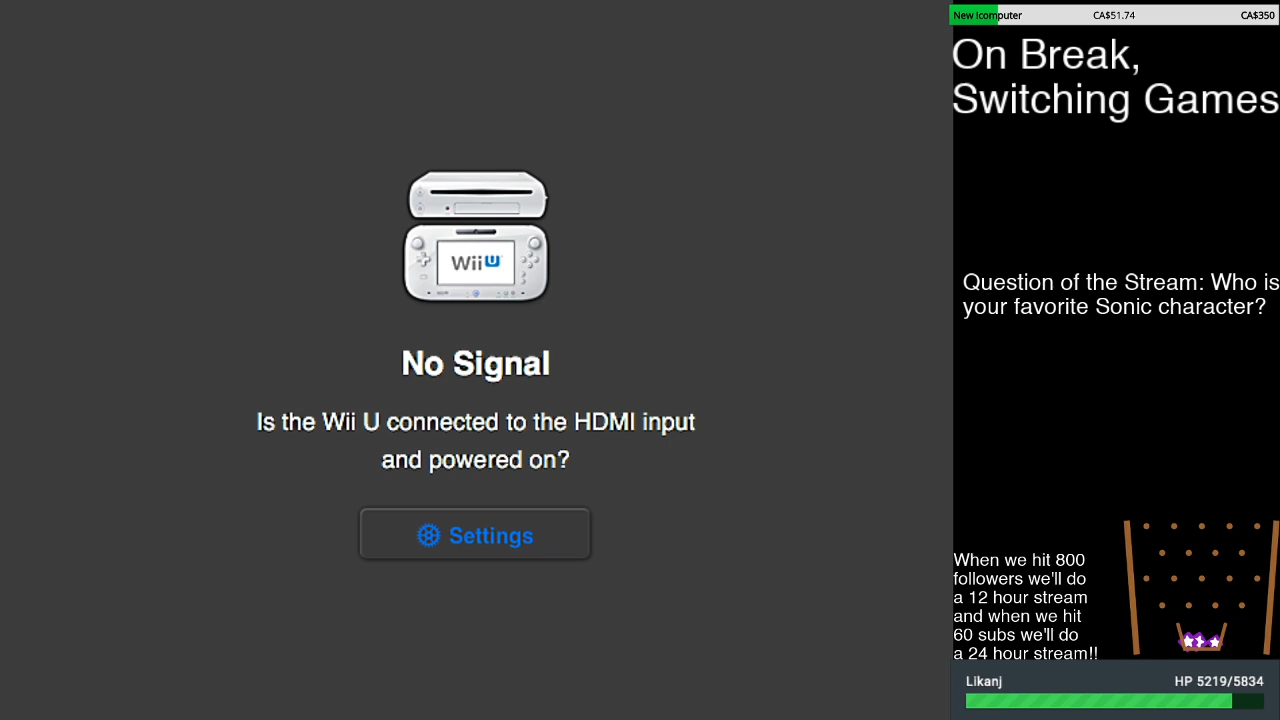 New Icomputer CA$51.74 CA$350
On Break,
Switching Games
Wii U
No Signal
Is the Wii U connected to the HDMI input
and powered on?
Settings
Question of the Stream: Who is
your favorite Sonic character?
When we hit 800
followers we'll do
a 12 hour stream
and when we hit
60 subs we'll do
a 24 hour stream!!
Likanj HP 5219/5834